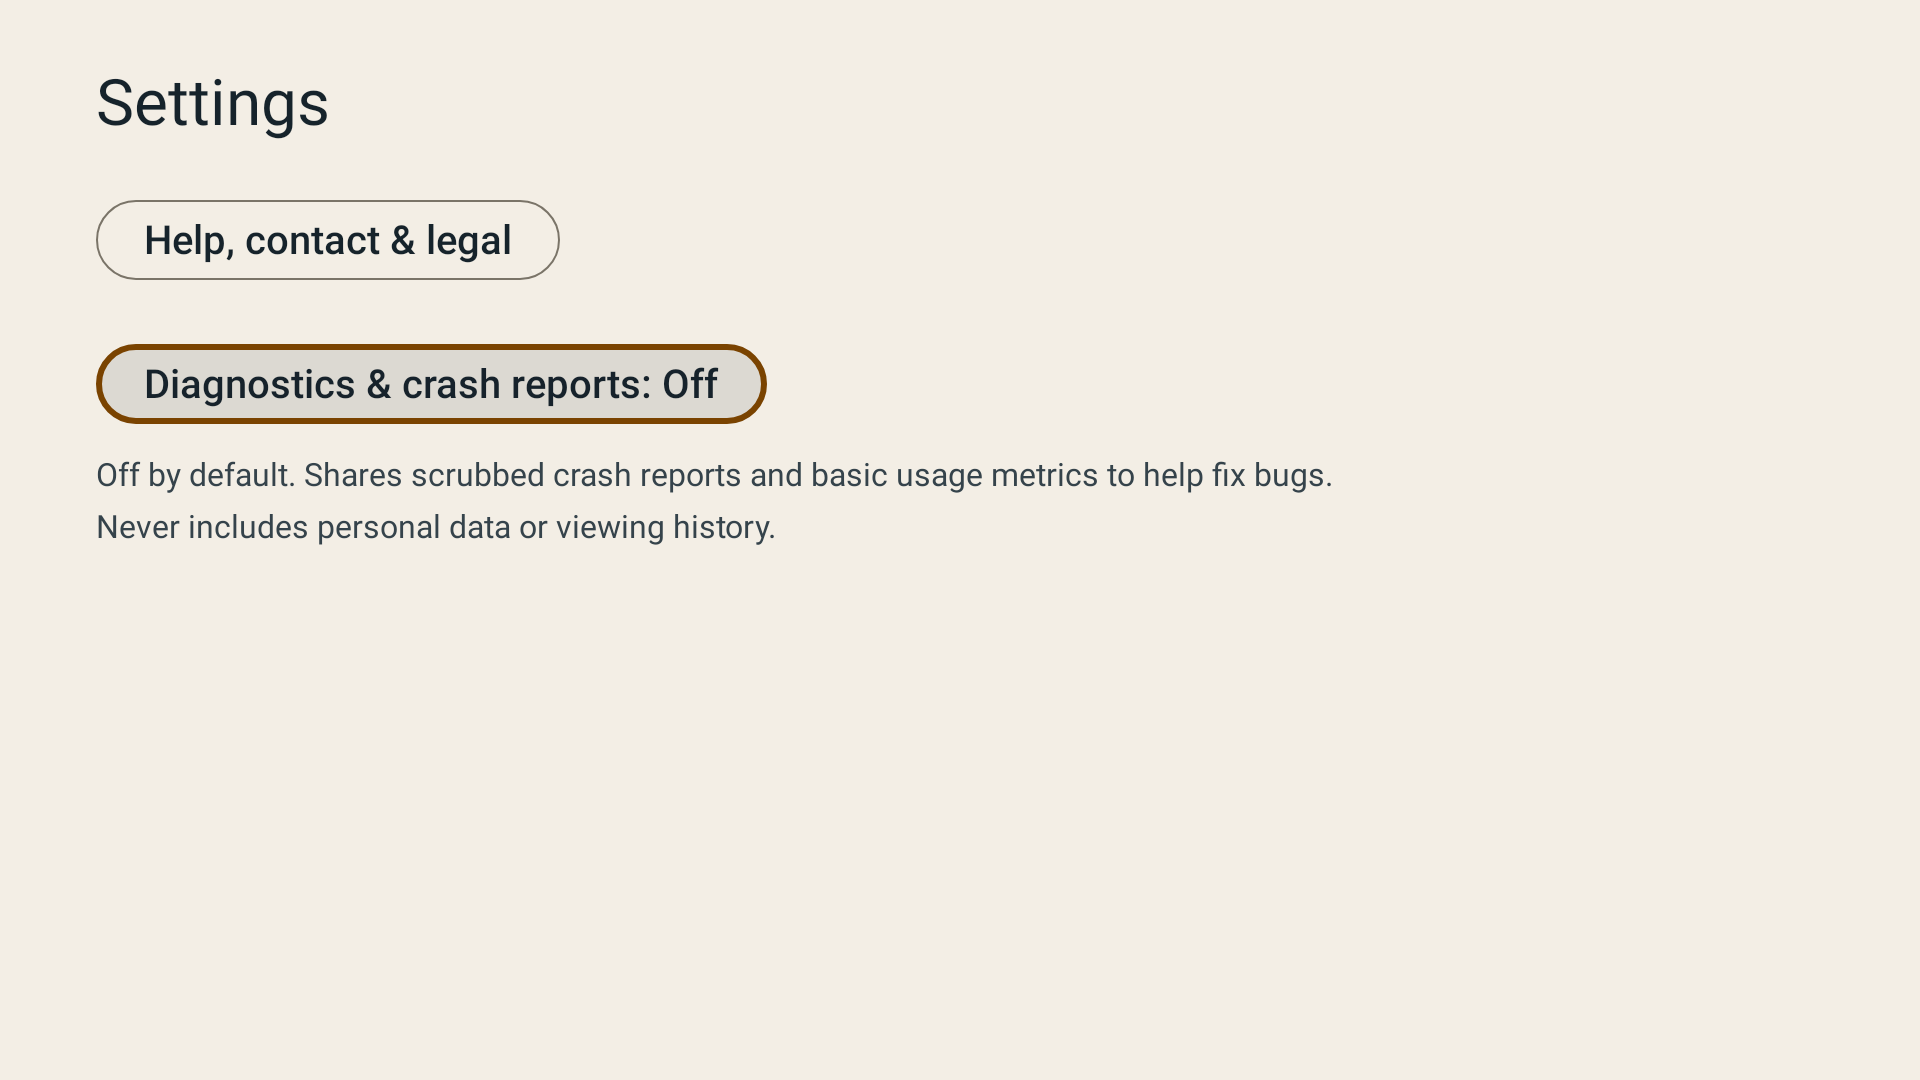 Settings
Help, contact & legal
Diagnostics & crash reports: Off
Off by default. Shares scrubbed crash reports and basic usage metrics to help fix bugs.
Never includes personal data or viewing history.